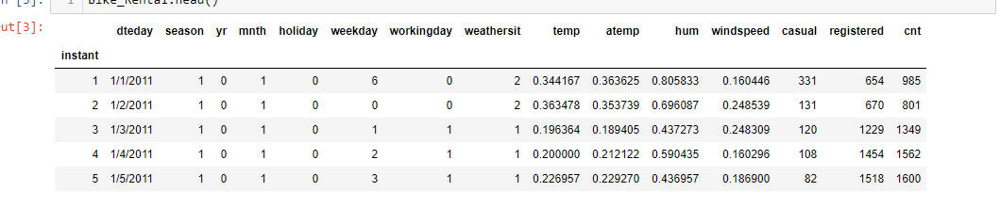 [3]: 1 Bike_Rental.head()
ut[3]:
dteday season yr mnth holiday weekday workingday weathersit temp atemp hum windspeed casual registered cnt
instant
1 1/1/2011 1 0 1 0 6 0 2 0.344167 0.363625 0.805833 0.160446 331 654 985
2 1/2/2011 1 0 1 0 0 0 2 0.363478 0.353739 0.696087 0.248539 131 670 801
3 1/3/2011 1 0 1 0 1 1 1 0.196364 0.189405 0.437273 0.248309 120 1229 1349
4 1/4/2011 1 0 1 0 2 1 1 0.200000 0.212122 0.590435 0.160296 108 1454 1562
5 1/5/2011 1 0 1 0 3 1 1 0.226957 0.229270 0.436957 0.186900 82 1518 1600